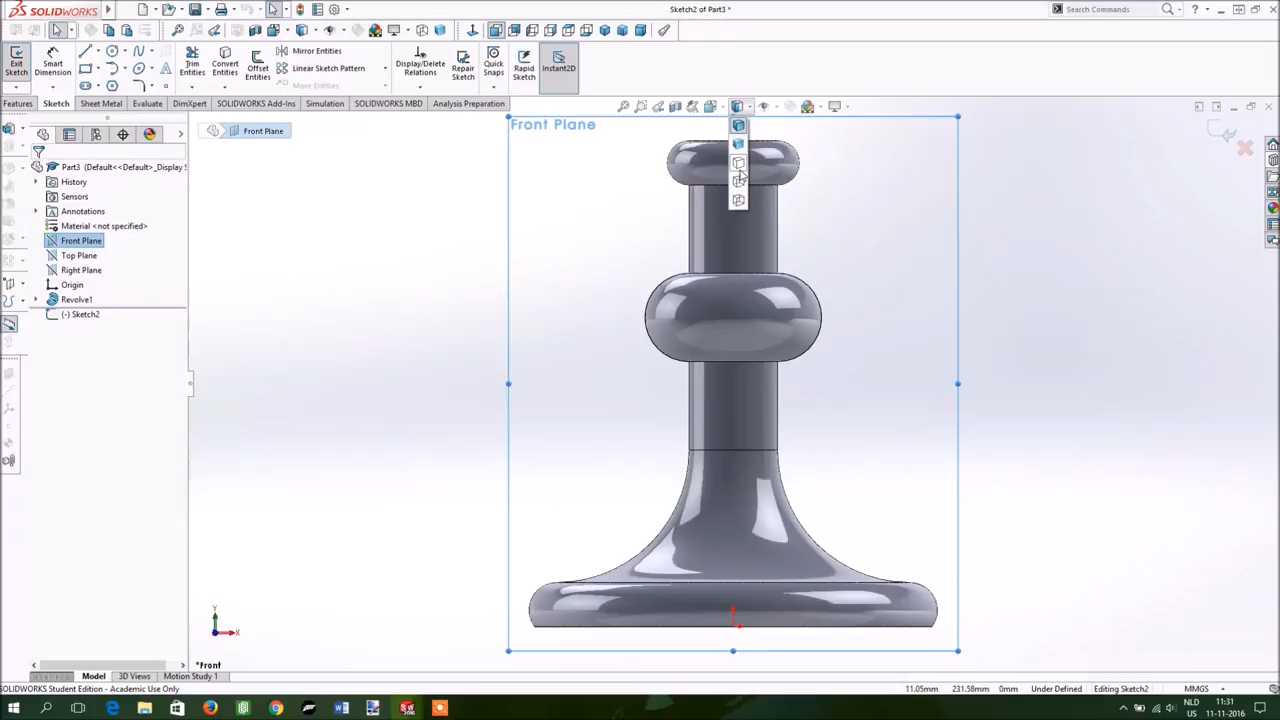 SOLIDWORKS
Sketch2 of Part3 *
Search Commands
Exit Sketch
Smart Dimension
Trim Entities
Convert Entities
Offset Entities
Mirror Entities
Linear Sketch Pattern
Move Entities
Display/Delete Relations
Repair Sketch
Quick Snaps
Rapid Sketch
Instant2D
Features
Sketch
Sheet Metal
Evaluate
DimXpert
SOLIDWORKS Add-Ins
Simulation
SOLIDWORKS MBD
Analysis Preparation
Front Plane
Front Plane
Part3 (Default<<Default>_Display S
History
Sensors
Annotations
Material <not specified>
Front Plane
Top Plane
Right Plane
Origin
Revolve1
(-) Sketch2
Y
X
*Front
Model
3D Views
Motion Study 1
SOLIDWORKS Student Edition - Academic Use Only
11.05mm
231.58mm
0mm
Under Defined
Editing Sketch2
MMGS
NLD
US
11:31
11-11-2016